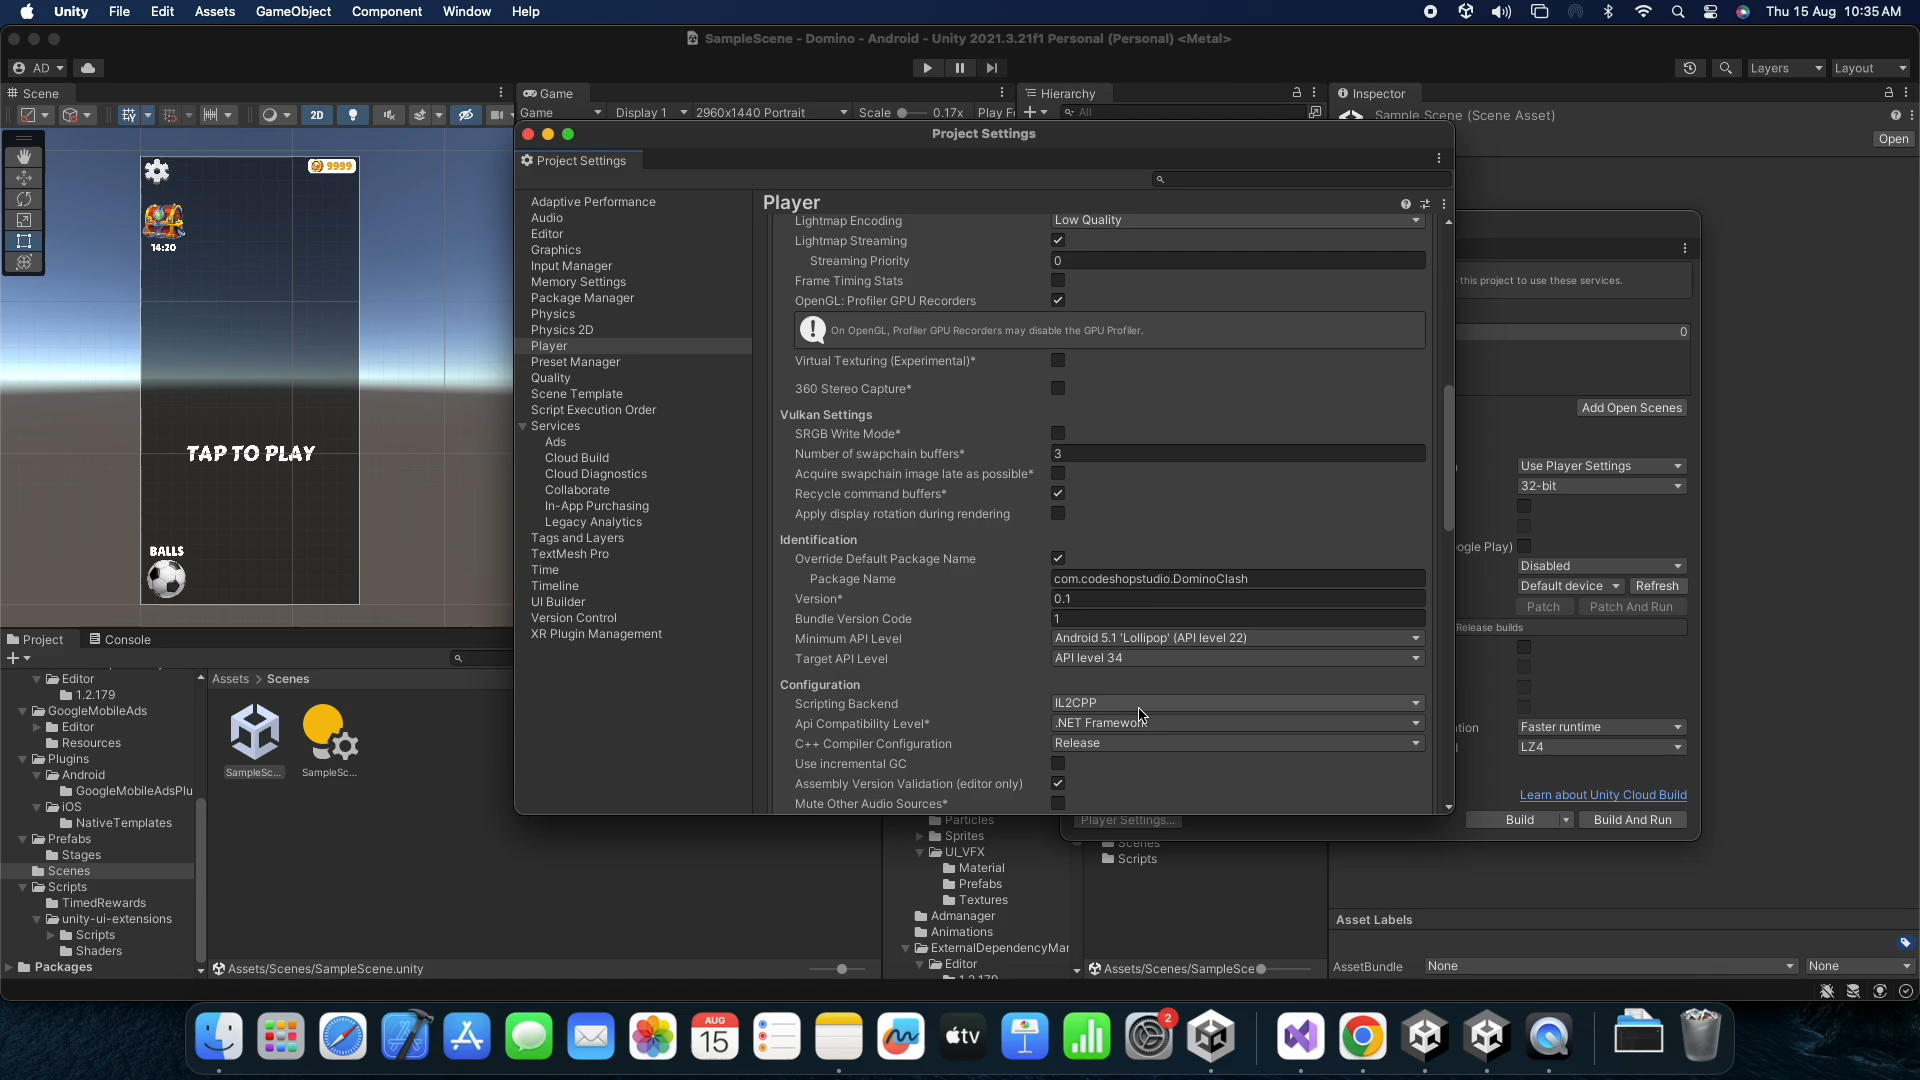 Unity File Edit Assets GameObject Component Window Help Thu 15 Aug 10:35 AM
SampleScene - Domino - Android - Unity 2021.3.21f1 Personal (Personal) <Metal>
AD Layers Layout
Scene Game Hierarchy Inspector
2D Game Display 1 2960x1440 Portrait Scale 0.17x Play F All Sample Scene (Scene Asset)
Open
Project Settings
Project Settings
9999
14:20
TAP TO PLAY
BALLS
Adaptive Performance
Audio
Editor
Graphics
Input Manager
Memory Settings
Package Manager
Physics
Physics 2D
Player
Preset Manager
Quality
Scene Template
Script Execution Order
Services
Ads
Cloud Build
Cloud Diagnostics
Collaborate
In-App Purchasing
Legacy Analytics
Tags and Layers
TextMesh Pro
Time
Timeline
UI Builder
Version Control
XR Plugin Management
Player
Lightmap Encoding Low Quality
Lightmap Streaming
Streaming Priority 0
Frame Timing Stats
OpenGL: Profiler GPU Recorders
On OpenGL, Profiler GPU Recorders may disable the GPU Profiler.
Virtual Texturing (Experimental)*
360 Stereo Capture*
Vulkan Settings
SRGB Write Mode*
Number of swapchain buffers* 3
Acquire swapchain image late as possible*
Recycle command buffers*
Apply display rotation during rendering
Identification
Override Default Package Name
Package Name com.codeshopstudio.DominoClash
Version* 0.1
Bundle Version Code 1
Minimum API Level Android 5.1 'Lollipop' (API level 22)
Target API Level API level 34
Configuration
Scripting Backend IL2CPP
Api Compatibility Level* .NET Framework
C++ Compiler Configuration Release
Use incremental GC
Assembly Version Validation (editor only)
Mute Other Audio Sources*
this project to use these services.
0
Add Open Scenes
Use Player Settings
32-bit
ogle Play)
Disabled
Default device Refresh
Patch Patch And Run
Release builds
tion Faster runtime
LZ4
Learn about Unity Cloud Build
Player Settings... Build Build And Run
Project Console
Editor
1.2.179
GoogleMobileAds
Editor
Resources
Plugins
Android
GoogleMobileAdsPlu
iOS
NativeTemplates
Prefabs
Stages
Scenes
Scripts
TimedRewards
unity-ui-extensions
Scripts
Shaders
Packages
Assets > Scenes
SampleSc... SampleSc...
Assets/Scenes/SampleScene.unity
Particles
Sprites
UI_VFX
Material
Prefabs
Textures
Admanager
Animations
ExternalDependencyMar
Editor
1.2.179
Scenes
Scripts
Assets/Scenes/SampleSce
Asset Labels
AssetBundle None None
AUG
15
tv
2